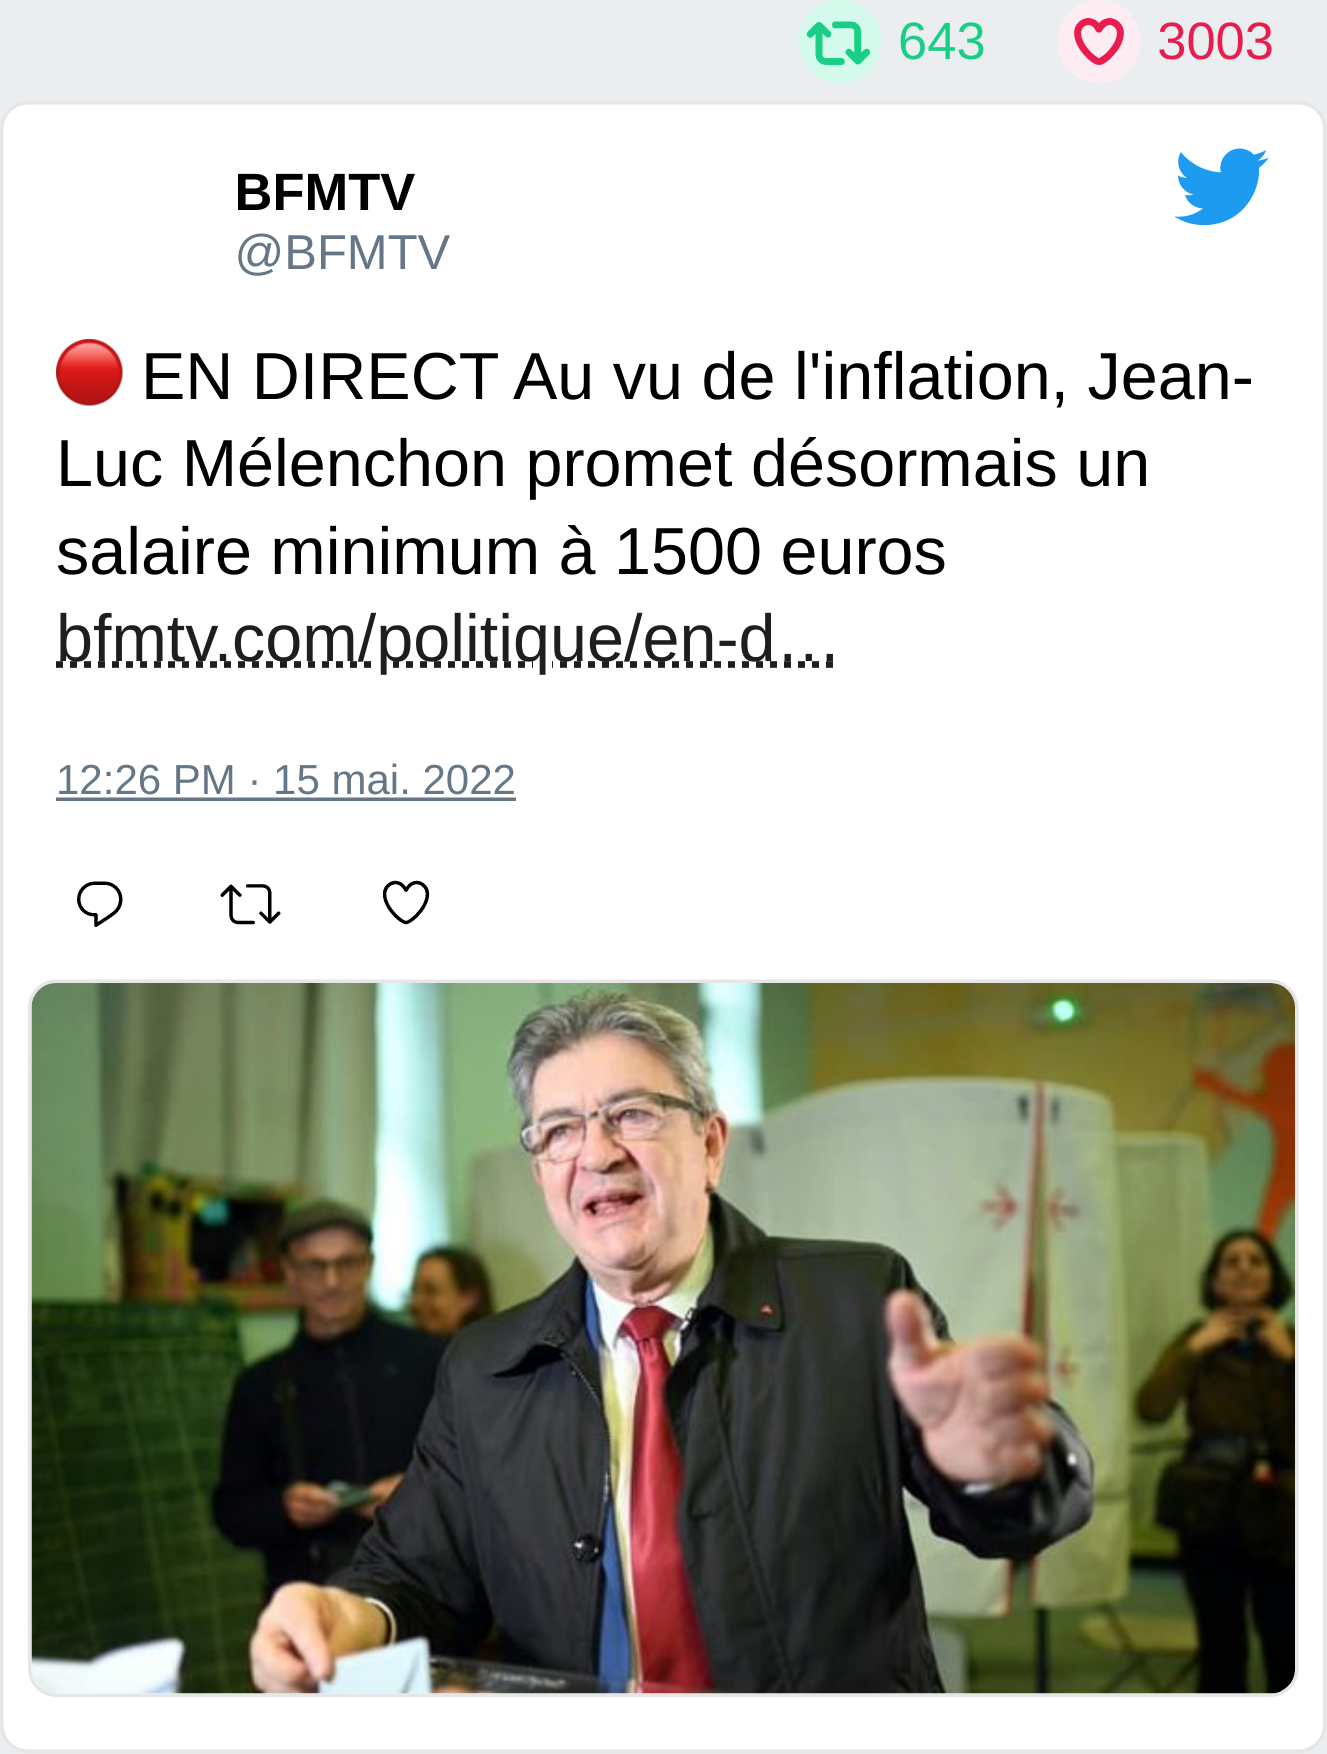 643 3003
BFMTV
@BFMTV
🔴 EN DIRECT Au vu de l'inflation, Jean-
Luc Mélenchon promet désormais un
salaire minimum à 1500 euros
bfmtv.com/politique/en-d...
12:26 PM · 15 mai. 2022